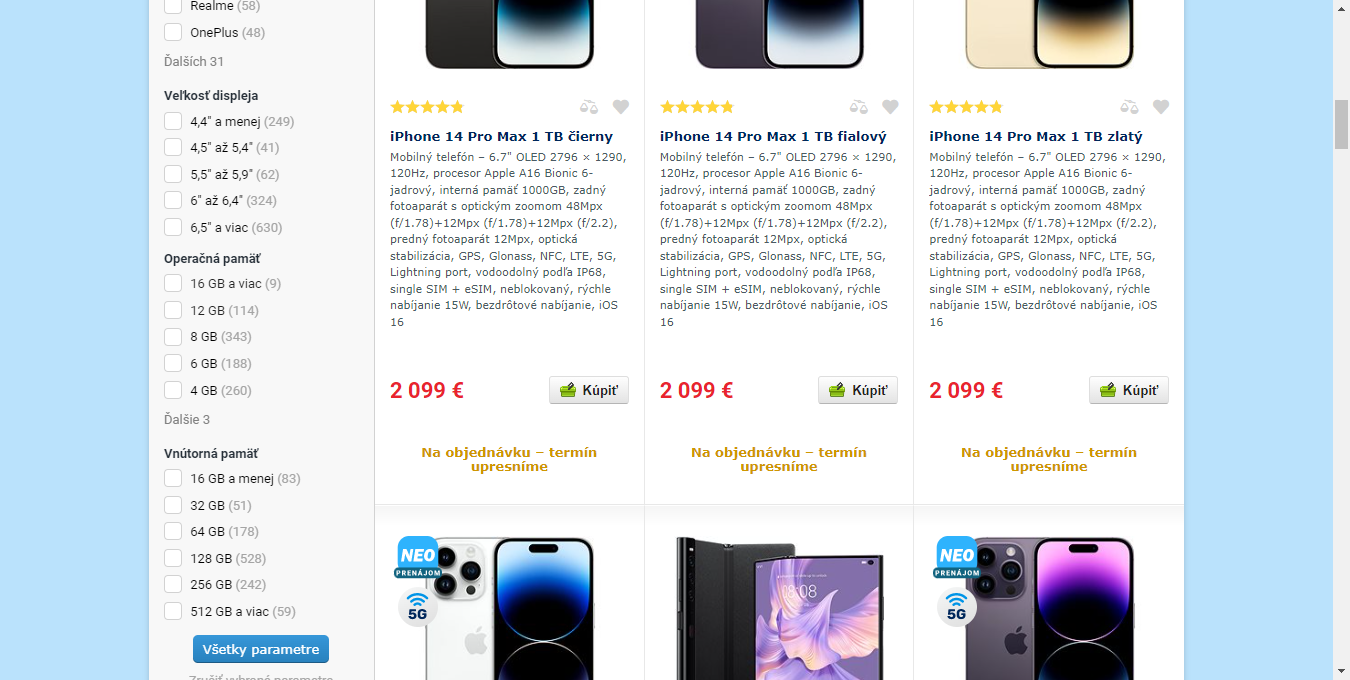 Realme (58)
OnePlus (48)
Ďalších 31
Veľkosť displeja
4,4" a menej (249)
4,5" až 5,4" (41)
5,5" až 5,9" (62)
6" až 6,4" (324)
6,5" a viac (630)
Operačná pamäť
16 GB a viac (9)
12 GB (114)
8 GB (343)
6 GB (188)
4 GB (260)
Ďalšie 3
Vnútorná pamäť
16 GB a menej (83)
32 GB (51)
64 GB (178)
128 GB (528)
256 GB (242)
512 GB a viac (59)
Všetky parametre
Zrušiť vybrané parametre
iPhone 14 Pro Max 1 TB čierny
Mobilný telefón – 6.7" OLED 2796 × 1290,
120Hz, procesor Apple A16 Bionic 6-
jadrový, interná pamäť 1000GB, zadný
fotoaparát s optickým zoomom 48Mpx
(f/1.78)+12Mpx (f/1.78)+12Mpx (f/2.2),
predný fotoaparát 12Mpx, optická
stabilizácia, GPS, Glonass, NFC, LTE, 5G,
Lightning port, vodoodolný podľa IP68,
single SIM + eSIM, neblokovaný, rýchle
nabíjanie 15W, bezdrôtové nabíjanie, iOS
16
2 099 €
Kúpiť
Na objednávku – termín
upresníme
iPhone 14 Pro Max 1 TB fialový
Mobilný telefón – 6.7" OLED 2796 × 1290,
120Hz, procesor Apple A16 Bionic 6-
jadrový, interná pamäť 1000GB, zadný
fotoaparát s optickým zoomom 48Mpx
(f/1.78)+12Mpx (f/1.78)+12Mpx (f/2.2),
predný fotoaparát 12Mpx, optická
stabilizácia, GPS, Glonass, NFC, LTE, 5G,
Lightning port, vodoodolný podľa IP68,
single SIM + eSIM, neblokovaný, rýchle
nabíjanie 15W, bezdrôtové nabíjanie, iOS
16
2 099 €
Kúpiť
Na objednávku – termín
upresníme
iPhone 14 Pro Max 1 TB zlatý
Mobilný telefón – 6.7" OLED 2796 × 1290,
120Hz, procesor Apple A16 Bionic 6-
jadrový, interná pamäť 1000GB, zadný
fotoaparát s optickým zoomom 48Mpx
(f/1.78)+12Mpx (f/1.78)+12Mpx (f/2.2),
predný fotoaparát 12Mpx, optická
stabilizácia, GPS, Glonass, NFC, LTE, 5G,
Lightning port, vodoodolný podľa IP68,
single SIM + eSIM, neblokovaný, rýchle
nabíjanie 15W, bezdrôtové nabíjanie, iOS
16
2 099 €
Kúpiť
Na objednávku – termín
upresníme
NEO
PRENÁJOM
5G
08:08
NEO
PRENÁJOM
5G